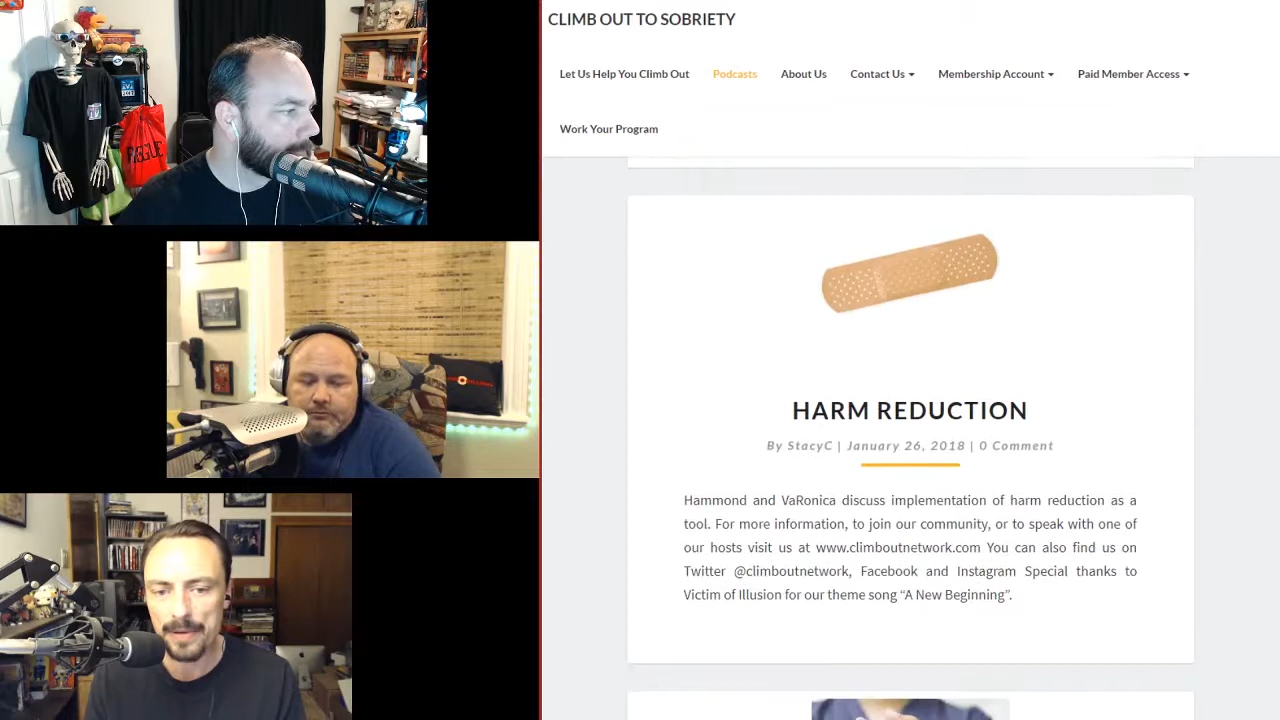 CLIMB OUT TO SOBRIETY
Let Us Help You Climb Out
Podcasts
About Us
Contact Us
Membership Account
Paid Member Access
Work Your Program
HARM REDUCTION
By StacyC | January 26, 2018 | 0 Comment
Hammond and VaRonica discuss implementation of harm reduction as a
tool. For more information, to join our community, or to speak with one of
our hosts visit us at www.climboutnetwork.com You can also find us on
Twitter @climboutnetwork, Facebook and Instagram Special thanks to
Victim of Illusion for our theme song “A New Beginning”.